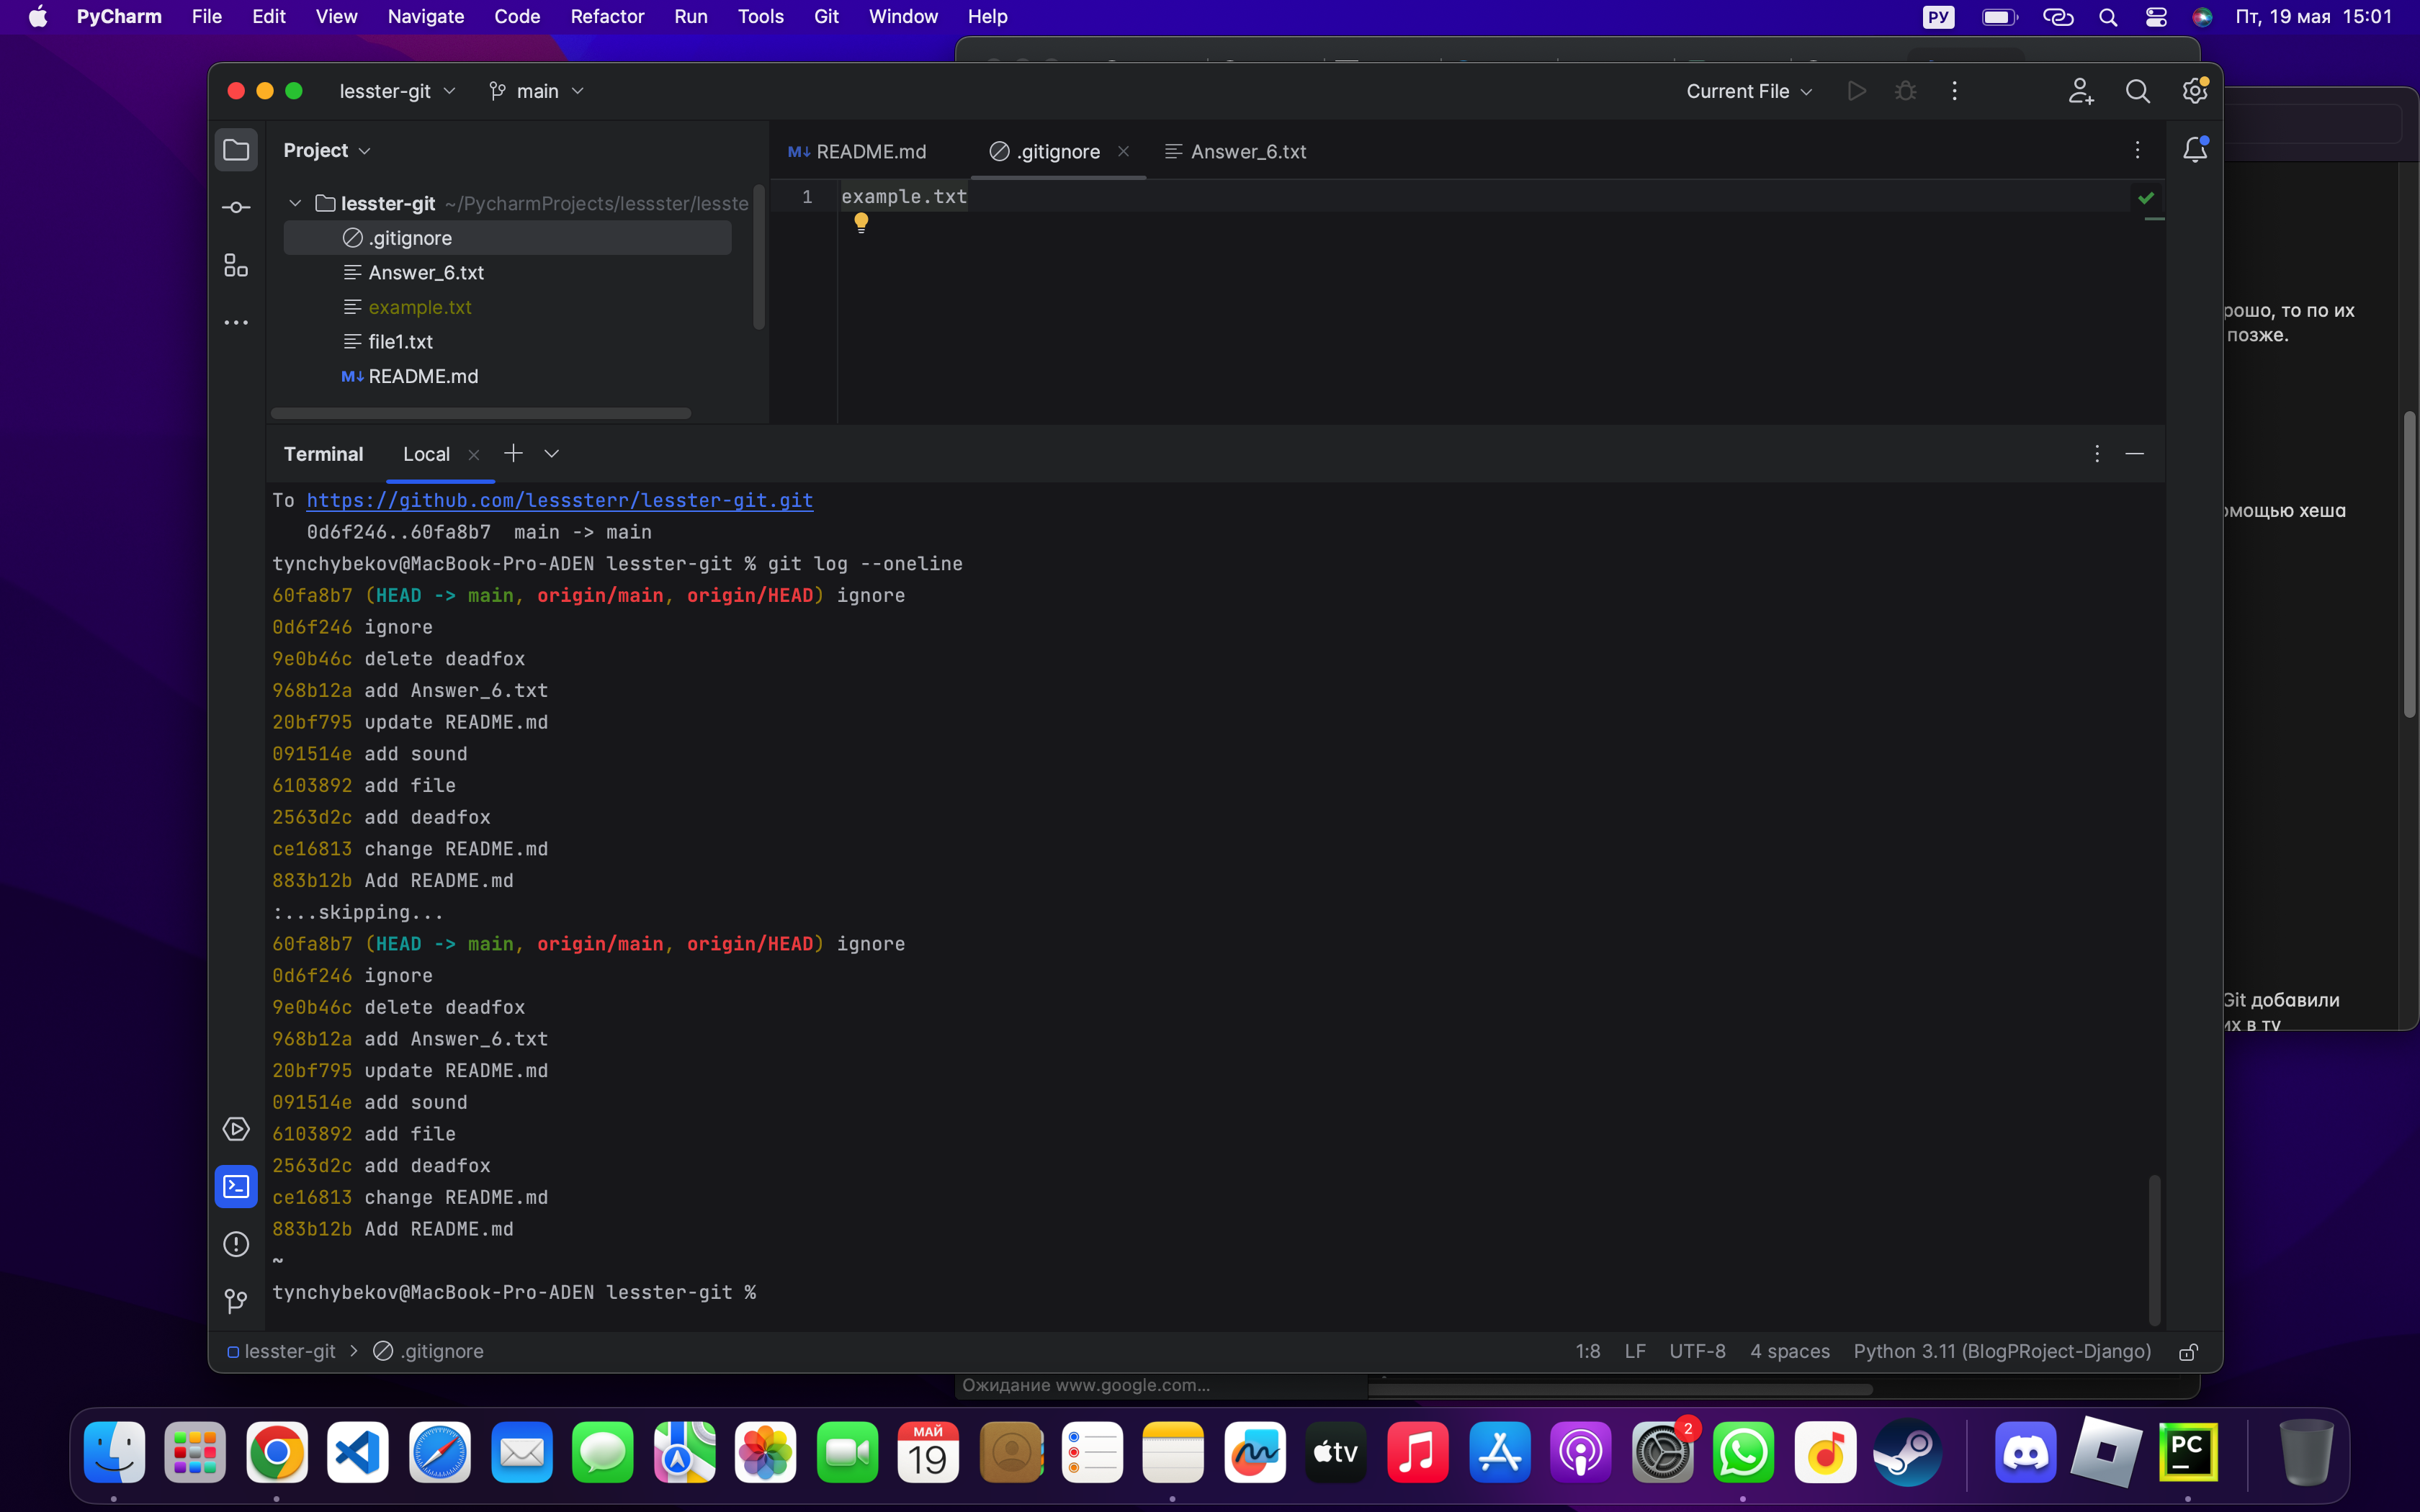 PyCharm File Edit View Navigate Code Refactor Run Tools Git Window Help РУ Пт, 19 мая 15:01
lesster-git main Current File
Project
README.md .gitignore Answer_6.txt
lesster-git ~/PycharmProjects/lessster/lesste
.gitignore
Answer_6.txt
example.txt
file1.txt
README.md
1 example.txt
рошо, то по их
позже.
омощью хеша
Git добавили
их в ту
Terminal Local
To https://github.com/lesssterr/lesster-git.git
0d6f246..60fa8b7 main -> main
tynchybekov@MacBook-Pro-ADEN lesster-git % git log --oneline
60fa8b7 (HEAD -> main, origin/main, origin/HEAD) ignore
0d6f246 ignore
9e0b46c delete deadfox
968b12a add Answer_6.txt
20bf795 update README.md
091514e add sound
6103892 add file
2563d2c add deadfox
ce16813 change README.md
883b12b Add README.md
:...skipping...
60fa8b7 (HEAD -> main, origin/main, origin/HEAD) ignore
0d6f246 ignore
9e0b46c delete deadfox
968b12a add Answer_6.txt
20bf795 update README.md
091514e add sound
6103892 add file
2563d2c add deadfox
ce16813 change README.md
883b12b Add README.md
~
tynchybekov@MacBook-Pro-ADEN lesster-git %
lesster-git > .gitignore 1:8 LF UTF-8 4 spaces Python 3.11 (BlogPRoject-Django)
Ожидание www.google.com...
МАЙ
19
tv
2
PC